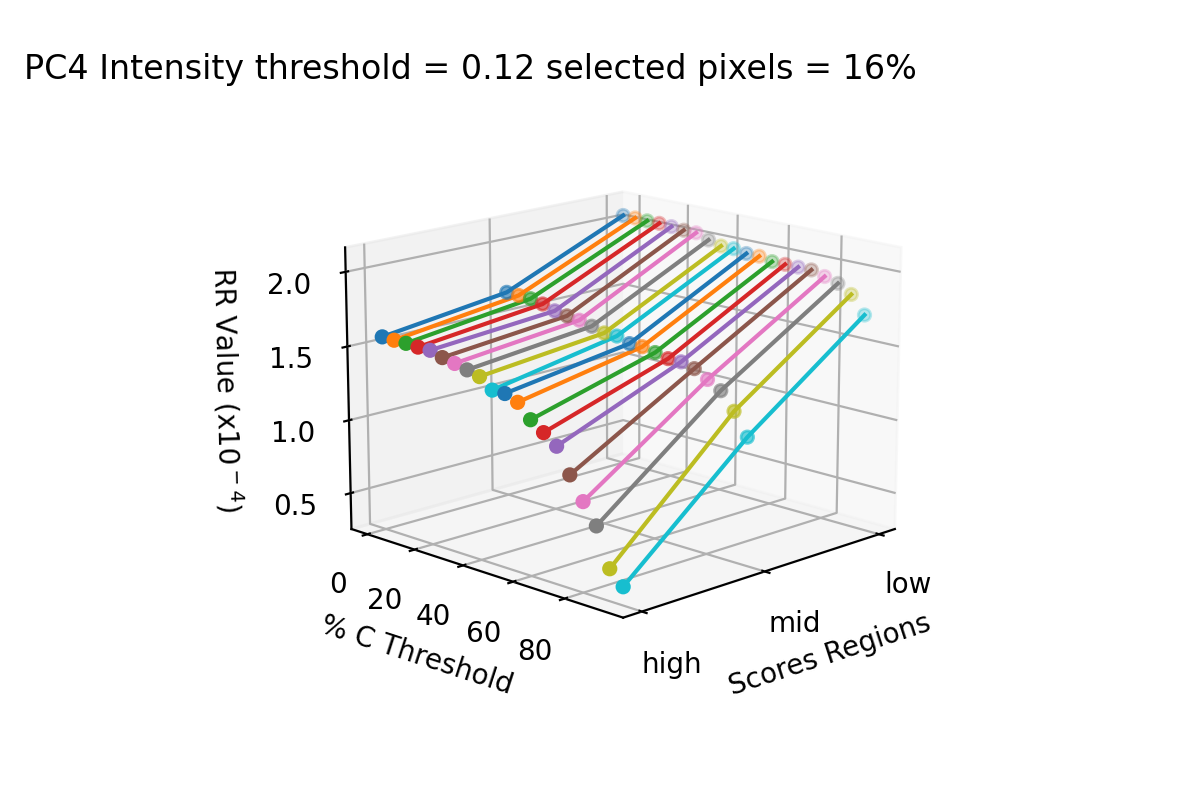 PC4 Intensity threshold = 0.12 selected pixels = 16%
RR Value (x10⁻⁴)
2.0
1.5
1.0
0.5
0
20
40
60
80
% C Threshold
high
mid
low
Scores Regions